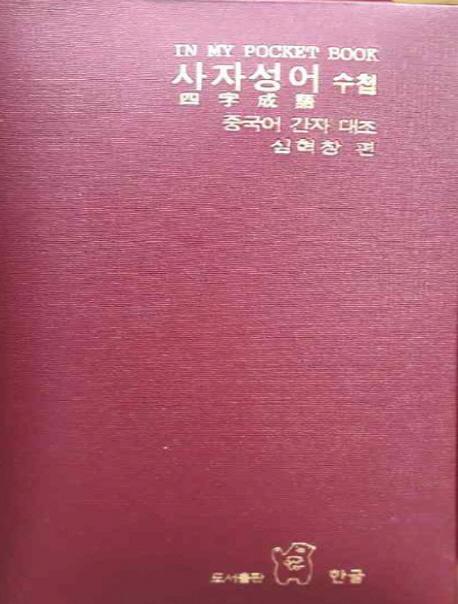 IN MY POCKET BOOK
사자성어 수첩
四字成語
중국어 간자 대조
심혁창 편
도서출판 한글